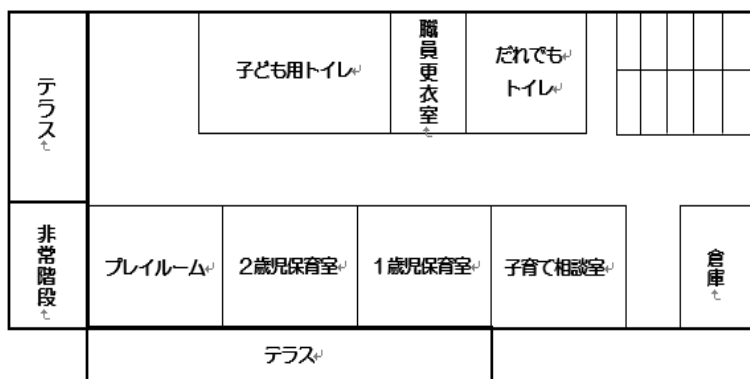 テラス
子ども用トイレ
職員更衣室
だれでも
トイレ
非常階段
プレイルーム
2歳児保育室
1歳児保育室
子育て相談室
倉庫
テラス